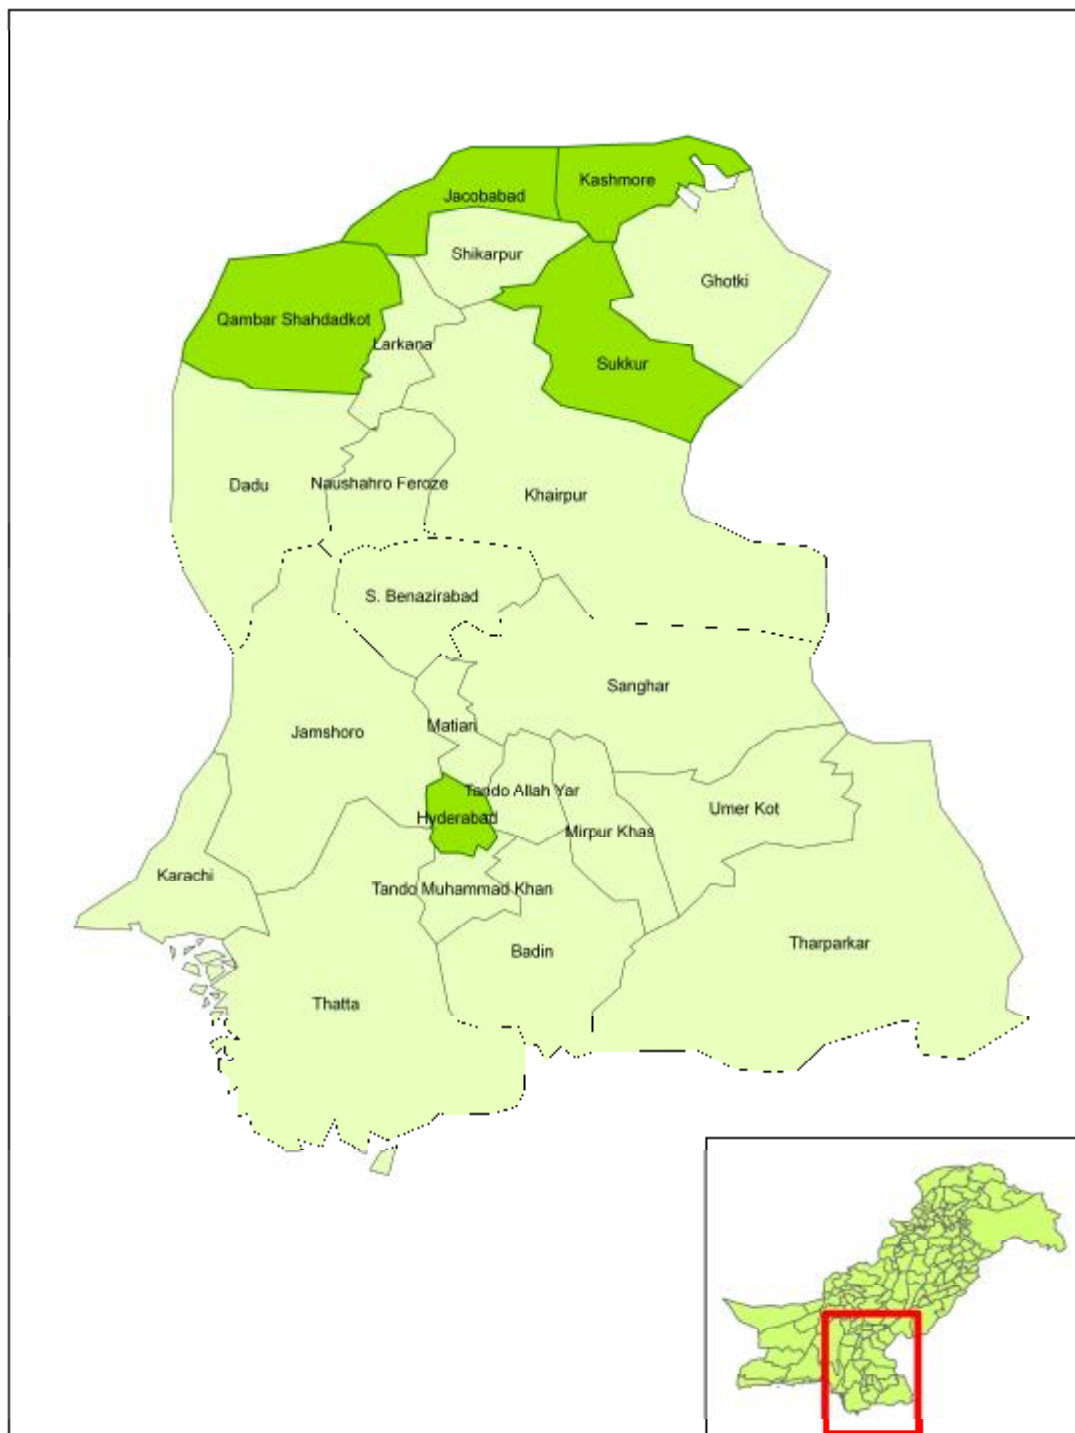 Kashmore
Jacobabad
Shikarpur
Ghotki
Qambar Shahdadkot
Larkana
Sukkur
Naushahro Feroze
Dadu
Khairpur
S. Benazirabad
Sanghar
Matiari
Jamshoro
Tando Allah Yar
Umer Kot
Hyderabad
Mirpur Khas
Karachi
Tando Muhammad Khan
Tharparkar
Badin
Thatta